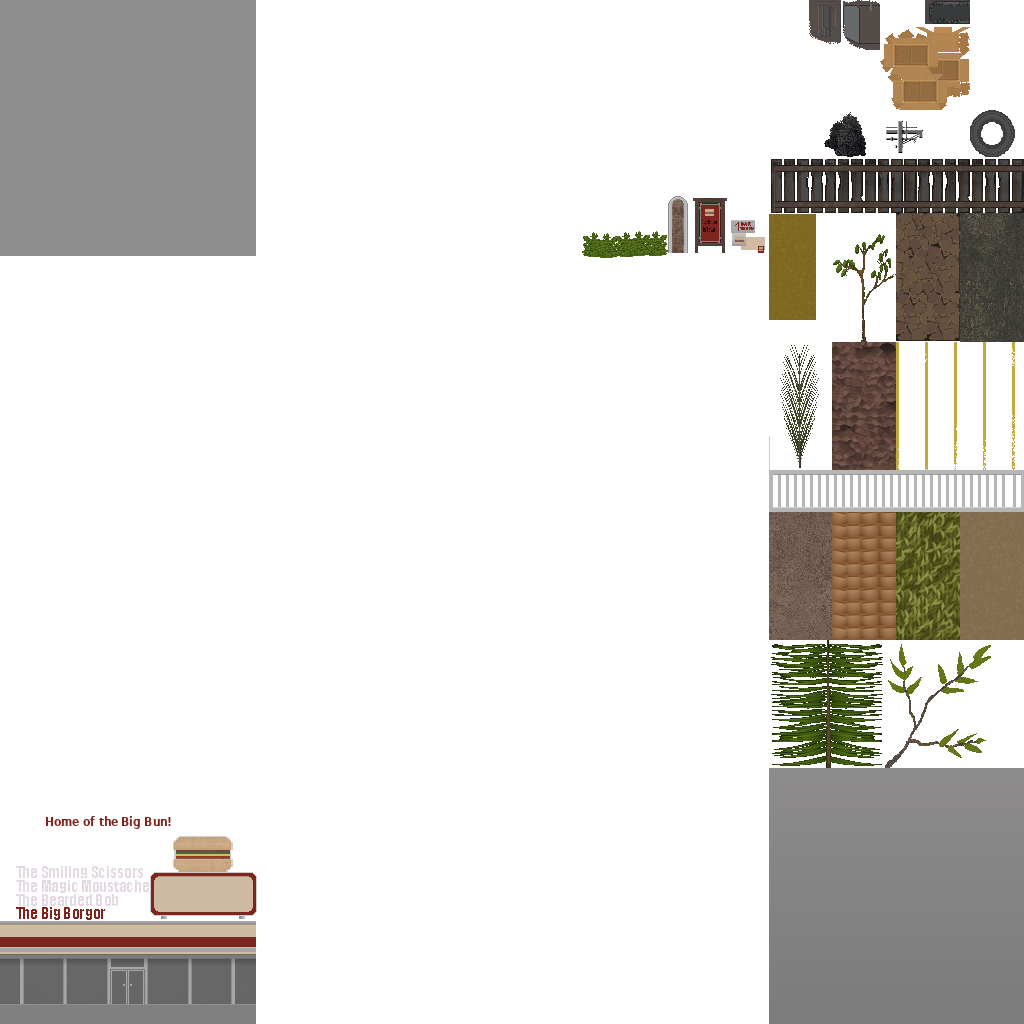 Home of the Big Bun!
The Smiling Scissors
The Magic Moustache
The Bearded Bob
The Big Borgor